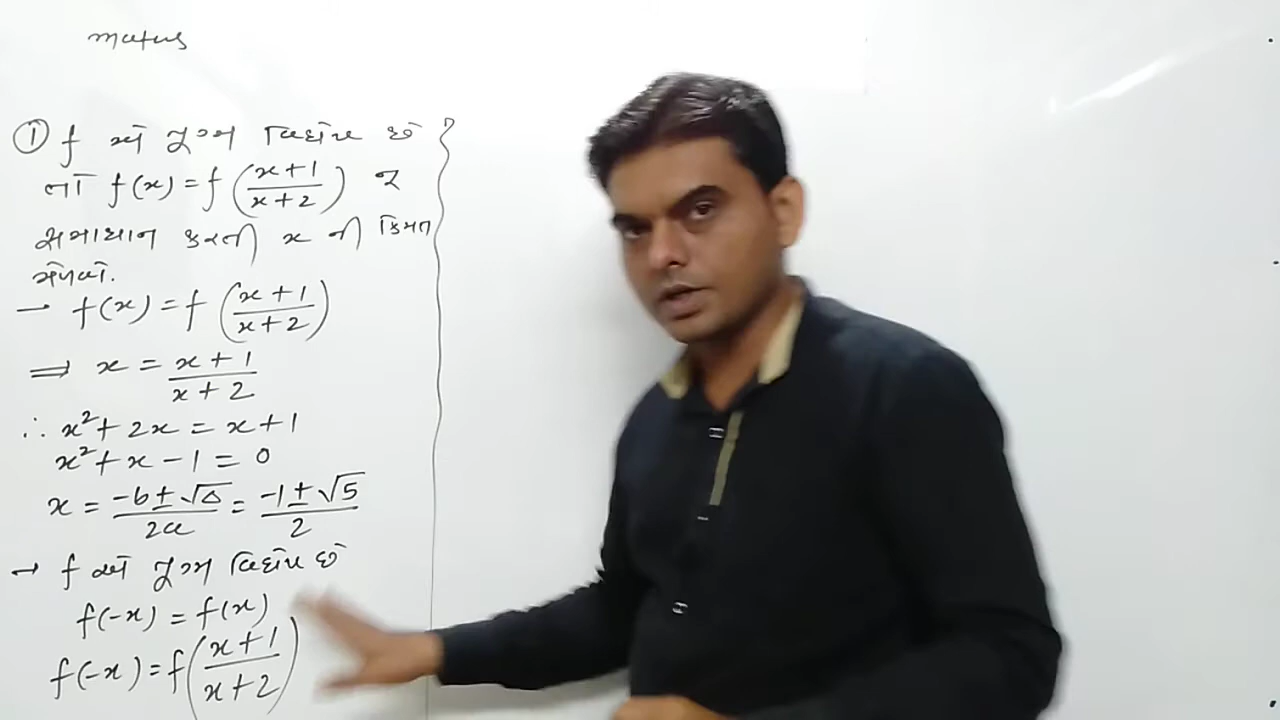 maths
① f એ યુગ્મ વિધેય છે
તો f(x) = f((x+1)/(x+2)) ર
સમાધાન કરતી x ની કિંમત
મેળવો.
→ f(x) = f((x+1)/(x+2))
⇒ x = (x+1)/(x+2)
∴ x² + 2x = x + 1
x² + x - 1 = 0
x = (-b ± √Δ)/2a = (-1 ± √5)/2
→ f એ યુગ્મ વિધેય છે
f(-x) = f(x)
f(-x) = f((x+1)/(x+2))